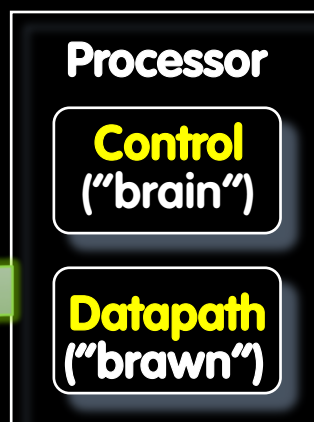 Processor
Control
("brain")
Datapath
("brawn")